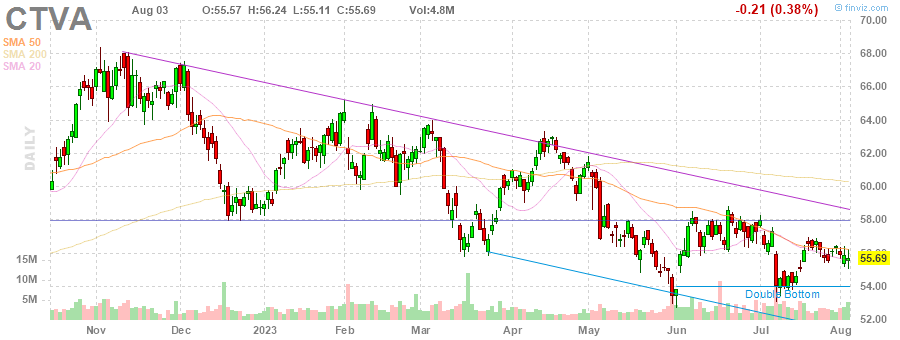 CTVA
Aug 03 O:55.57 H:56.24 L:55.11 C:55.69 Vol:4.8M
-0.21 (0.38%)
© finviz.com
SMA 50
SMA 200
SMA 20
DAILY
70.00
68.00
66.00
64.00
62.00
60.00
58.00
55.69
54.00
52.00
15M
10M
5M
Double Bottom
Nov Dec 2023 Feb Mar Apr May Jun Jul Aug